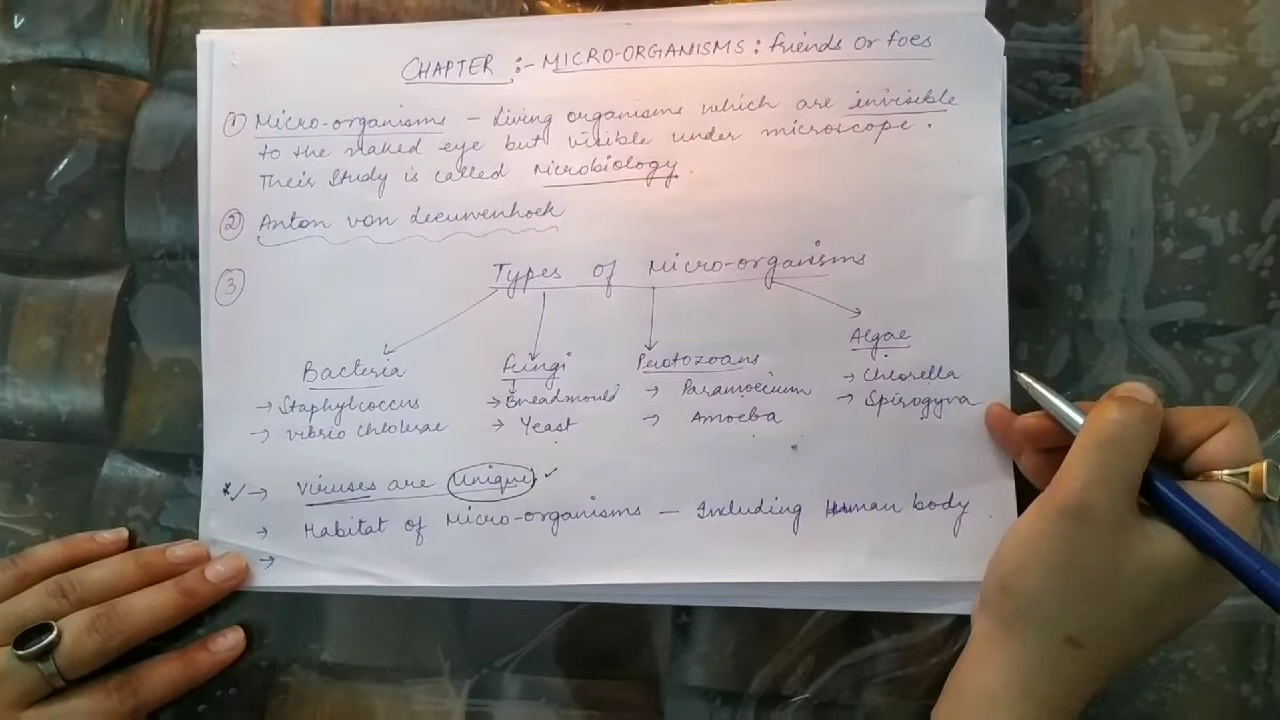 CHAPTER :- MICRO-ORGANISMS : friends or foes
① Micro-organisms - Living organisms which are invisible
to the naked eye but visible under microscope.
Their study is called Microbiology.
② Anton von Leeuwenhoek
③ Types of Micro-organisms
Bacteria
→ Staphylcoccus
→ vibrio chlolerae
Fungi
→ Breadmould
→ Yeast
Protozoans
→ Paramoecium
→ Amoeba
Algae
→ Chlorella
→ Spirogyra
*✓→ Viruses are Unique ✓
→ Habitat of Micro-organisms - Including Human body
→